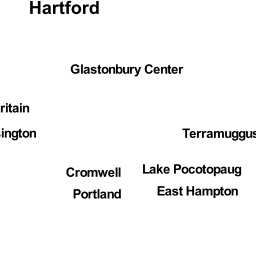 Hartford
Glastonbury Center
ritain
ington
Terramuggus
Cromwell
Lake Pocotopaug
Portland
East Hampton